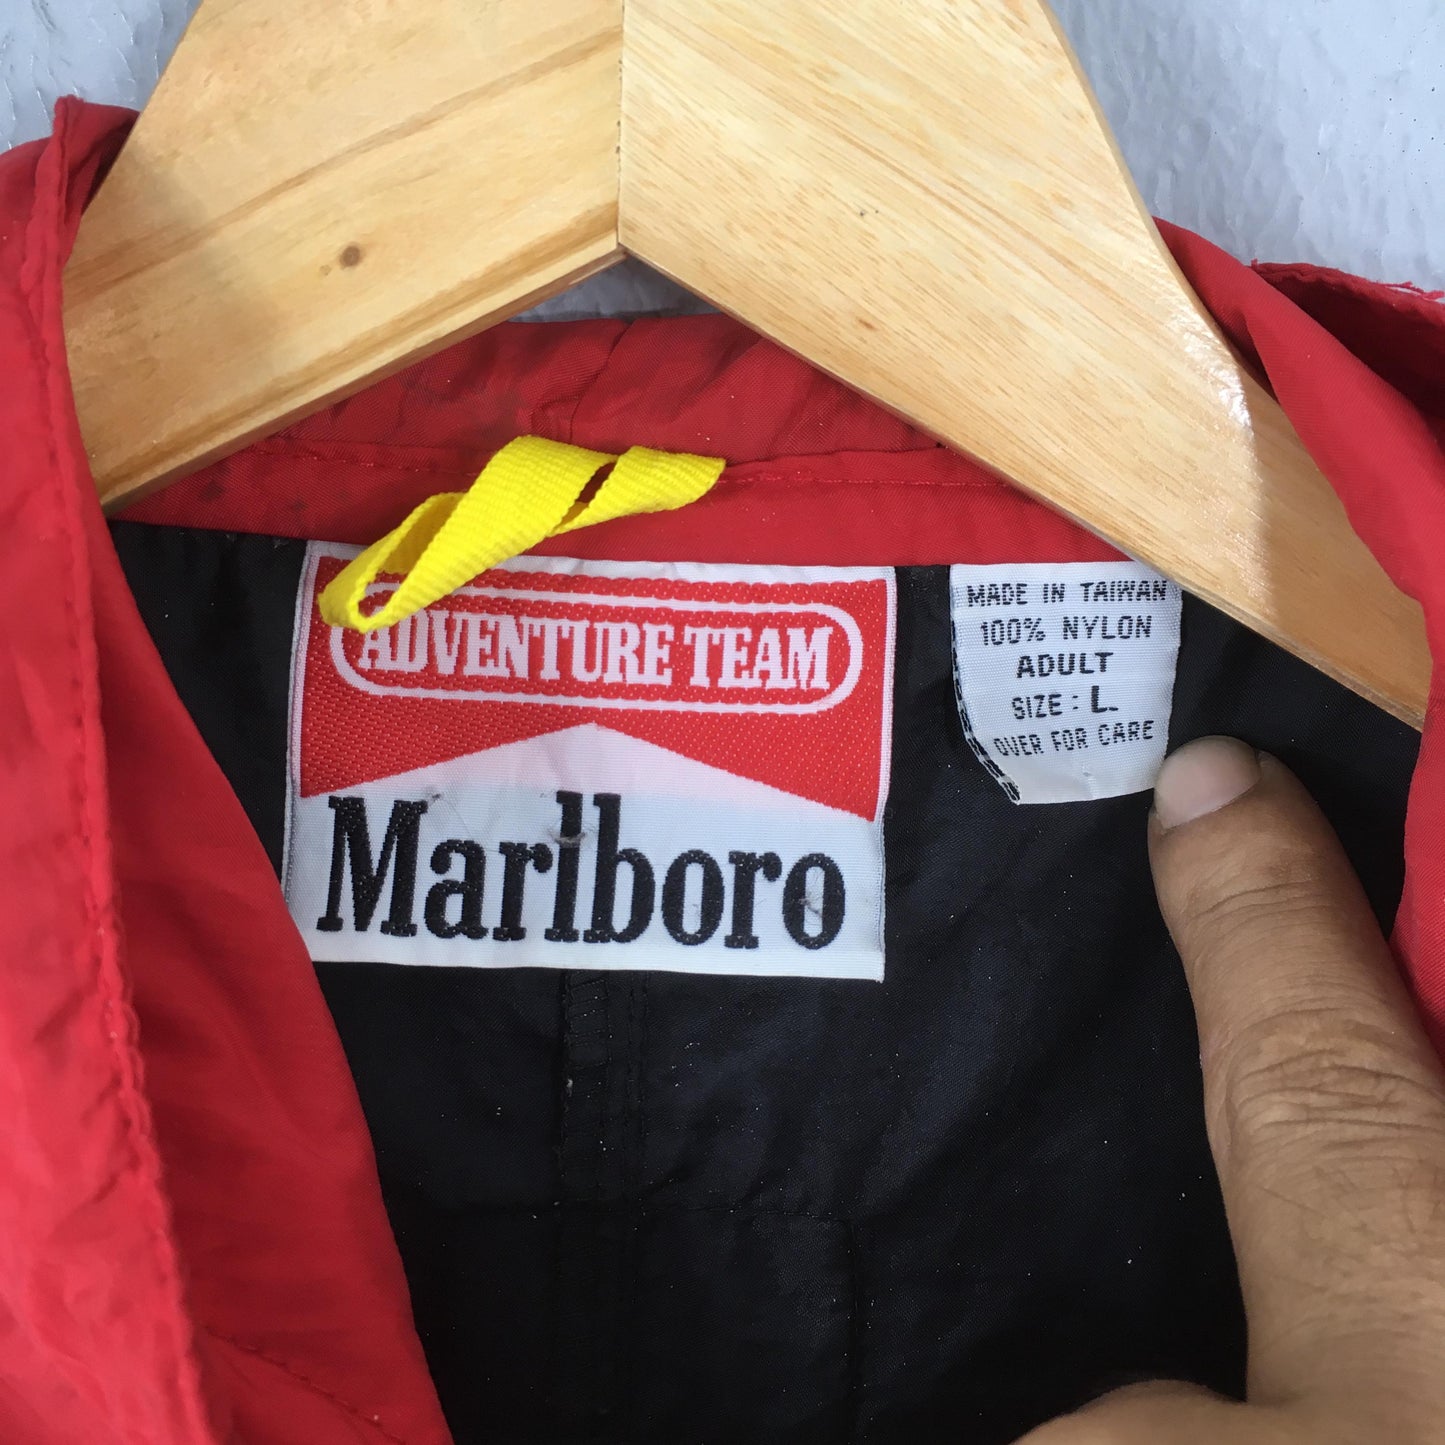 ADVENTURE TEAM
Marlboro
MADE IN TAIWAN
100% NYLON
ADULT
SIZE : L
OVER FOR CARE